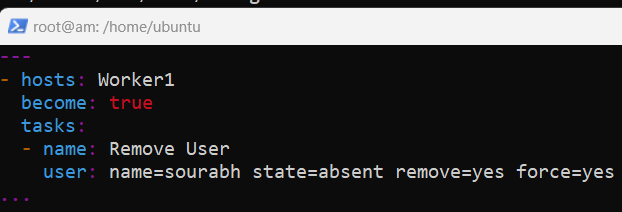 root@am: /home/ubuntu
---
- hosts: Worker1
  become: true
  tasks:
  - name: Remove User
    user: name=sourabh state=absent remove=yes force=yes
...